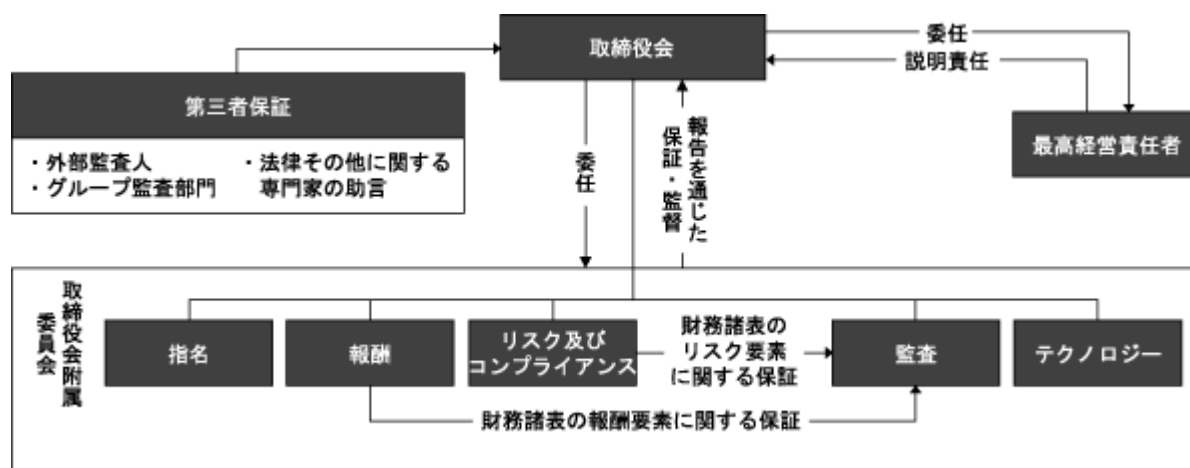 取締役会
委任
説明責任
最高経営責任者
第三者保証
・外部監査人
・グループ監査部門
・法律その他に関する
専門家の助言
委任
報告を通じた
保証・監督
取締役会附属
委員会
指名
報酬
リスク及び
コンプライアンス
財務諸表の
リスク要素
に関する保証
監査
テクノロジー
財務諸表の報酬要素に関する保証